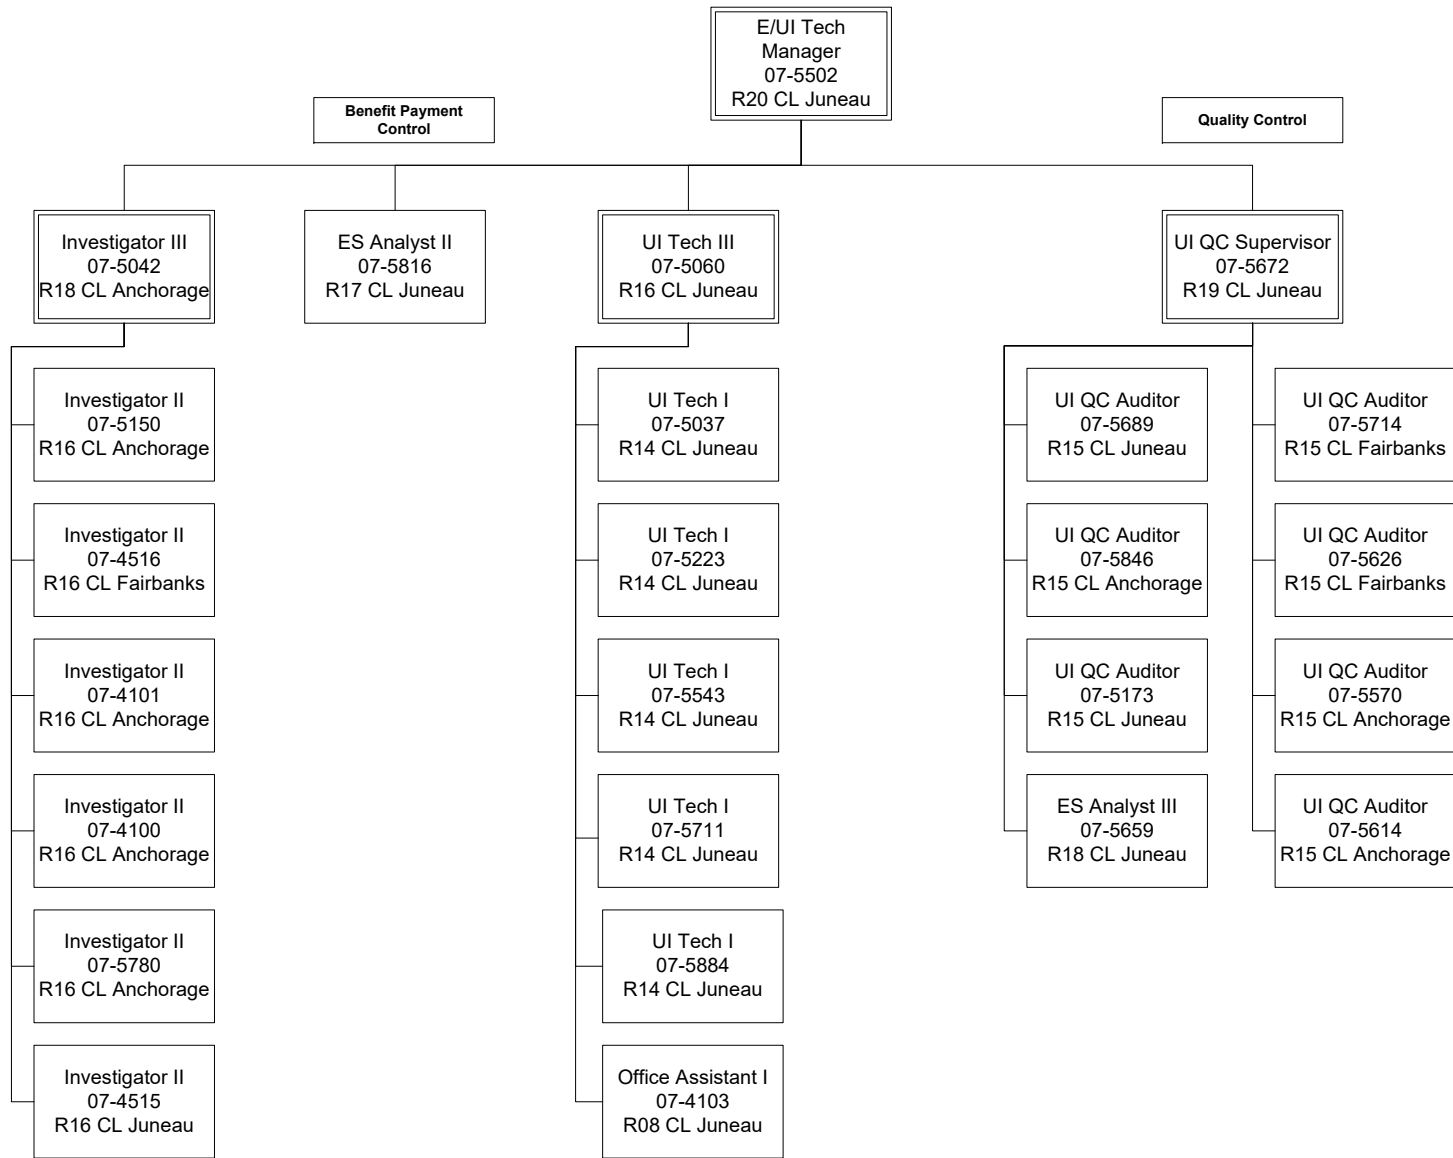 E/UI Tech
Manager
07-5502
R20 CL Juneau
Benefit Payment
Control
Quality Control
Investigator III
07-5042
R18 CL Anchorage
ES Analyst II
07-5816
R17 CL Juneau
UI Tech III
07-5060
R16 CL Juneau
UI QC Supervisor
07-5672
R19 CL Juneau
Investigator II
07-5150
R16 CL Anchorage
Investigator II
07-4516
R16 CL Fairbanks
Investigator II
07-4101
R16 CL Anchorage
Investigator II
07-4100
R16 CL Anchorage
Investigator II
07-5780
R16 CL Anchorage
Investigator II
07-4515
R16 CL Juneau
UI Tech I
07-5037
R14 CL Juneau
UI Tech I
07-5223
R14 CL Juneau
UI Tech I
07-5543
R14 CL Juneau
UI Tech I
07-5711
R14 CL Juneau
UI Tech I
07-5884
R14 CL Juneau
Office Assistant I
07-4103
R08 CL Juneau
UI QC Auditor
07-5689
R15 CL Juneau
UI QC Auditor
07-5846
R15 CL Anchorage
UI QC Auditor
07-5173
R15 CL Juneau
ES Analyst III
07-5659
R18 CL Juneau
UI QC Auditor
07-5714
R15 CL Fairbanks
UI QC Auditor
07-5626
R15 CL Fairbanks
UI QC Auditor
07-5570
R15 CL Anchorage
UI QC Auditor
07-5614
R15 CL Anchorage